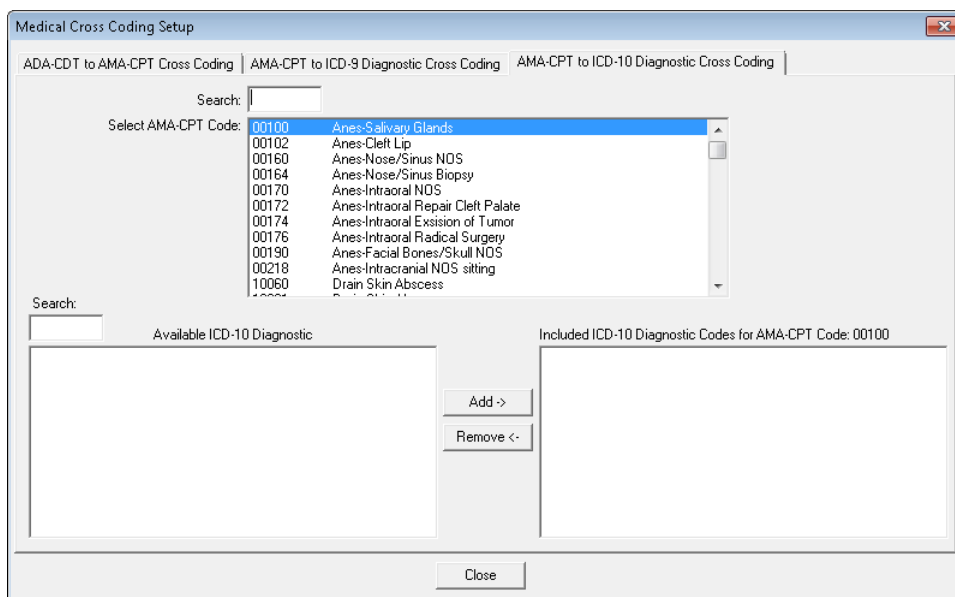 Medical Cross Coding Setup
ADA-CDT to AMA-CPT Cross Coding AMA-CPT to ICD-9 Diagnostic Cross Coding AMA-CPT to ICD-10 Diagnostic Cross Coding
Search:
Select AMA-CPT Code:
00100 Anes-Salivary Glands
00102 Anes-Cleft Lip
00160 Anes-Nose/Sinus NOS
00164 Anes-Nose/Sinus Biopsy
00170 Anes-Intraoral NOS
00172 Anes-Intraoral Repair Cleft Palate
00174 Anes-Intraoral Exsision of Tumor
00176 Anes-Intraoral Radical Surgery
00190 Anes-Facial Bones/Skull NOS
00218 Anes-Intracranial NOS sitting
10060 Drain Skin Abscess
Search:
Available ICD-10 Diagnostic
Included ICD-10 Diagnostic Codes for AMA-CPT Code: 00100
Add ->
Remove <-
Close